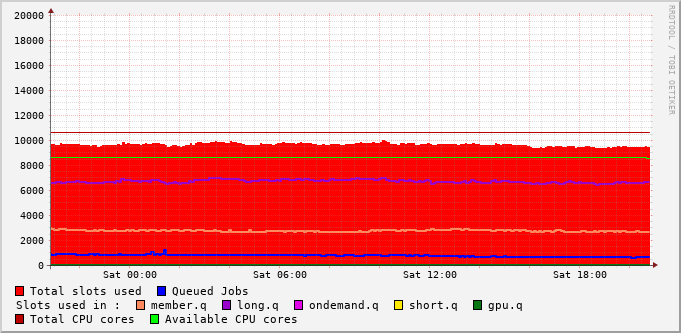 20000
18000
16000
14000
12000
10000
8000
6000
4000
2000
0
Sat 00:00 Sat 06:00 Sat 12:00 Sat 18:00
Total slots used Queued Jobs
Slots used in : member.q long.q ondemand.q short.q gpu.q
Total CPU cores Available CPU cores
RRDTOOL / TOBI OETIKER